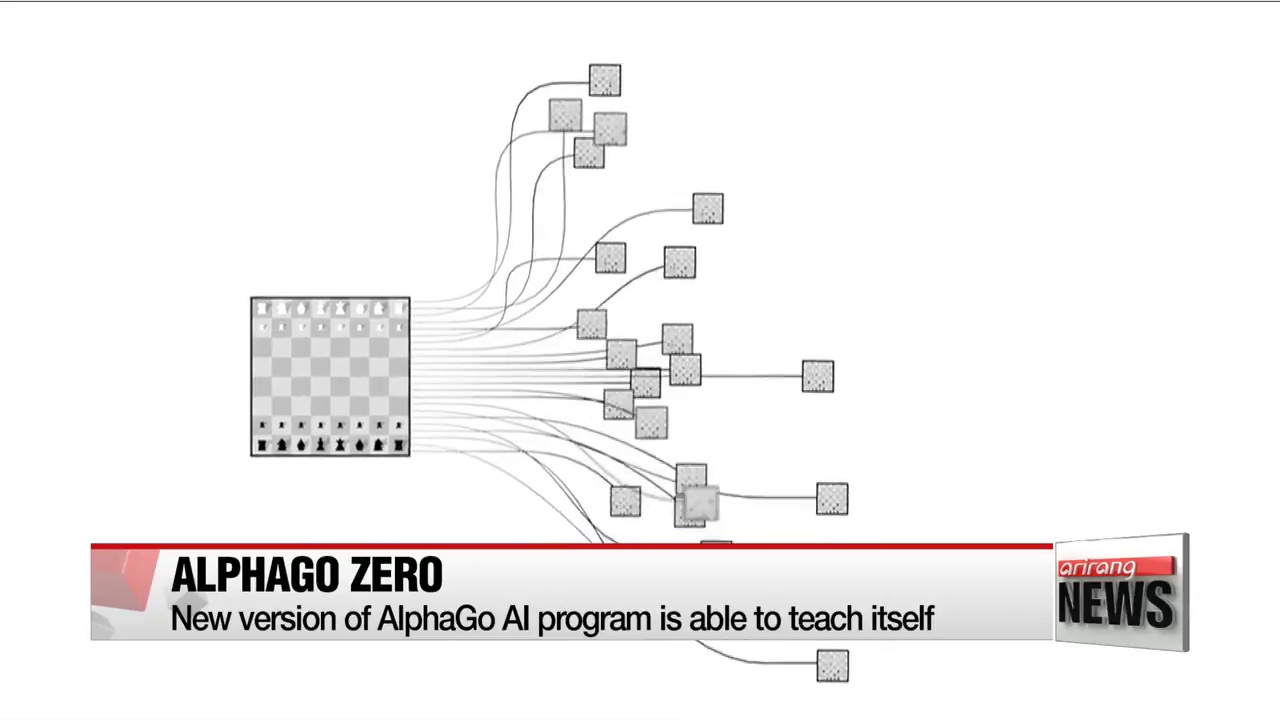 ALPHAGO ZERO
New version of AlphaGo AI program is able to teach itself
arirang
NEWS